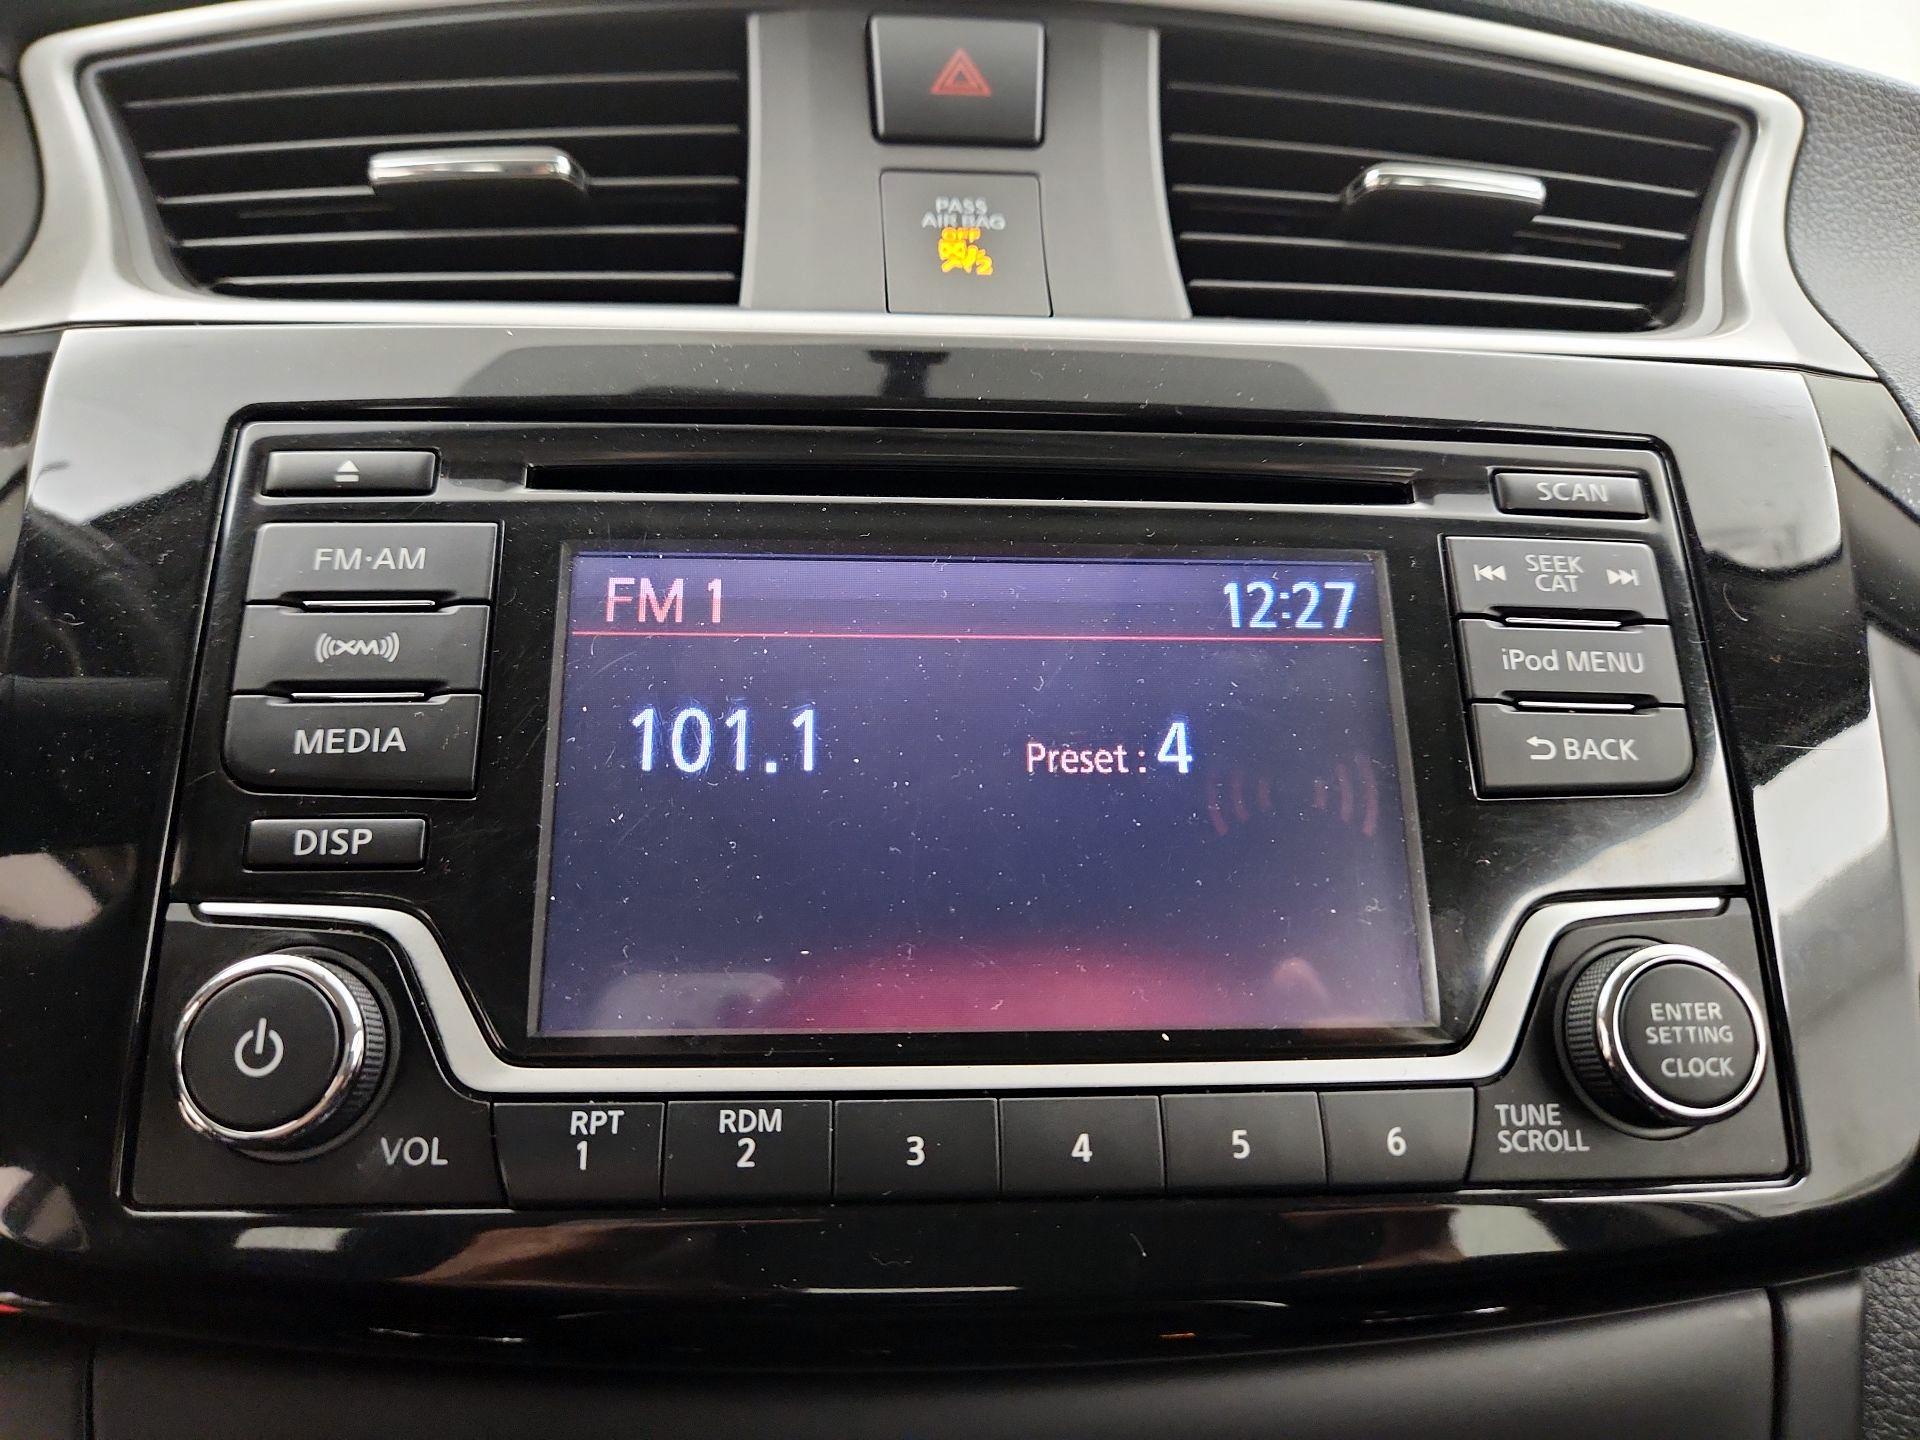 PASS
AIR BAG
OFF
2
SCAN
FM·AM
XM
MEDIA
DISP
FM 1
12:27
101.1
Preset : 4
SEEK
CAT
iPod MENU
BACK
VOL
RPT
1
RDM
2
3
4
5
6
TUNE
SCROLL
ENTER
SETTING
CLOCK